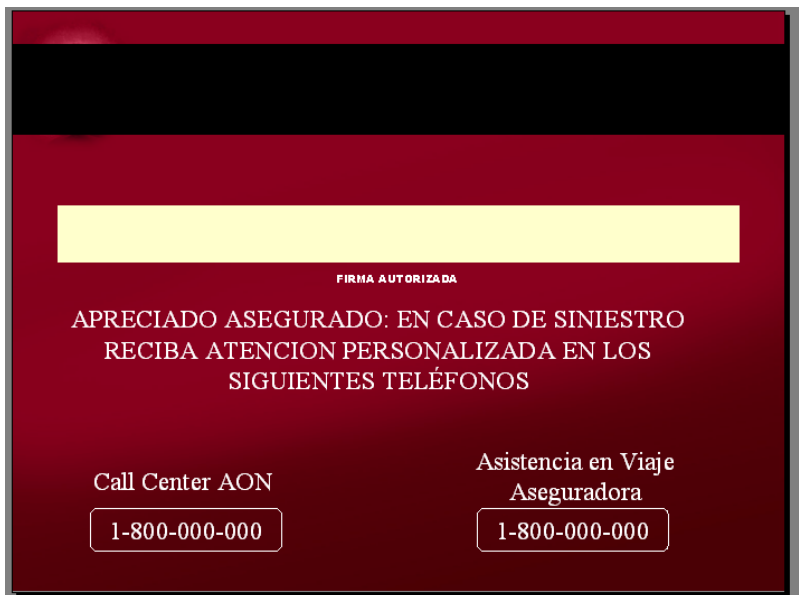 FIRMA AUTORIZADA
APRECIADO ASEGURADO: EN CASO DE SINIESTRO
RECIBA ATENCION PERSONALIZADA EN LOS
SIGUIENTES TELÉFONOS
Call Center AON
1-800-000-000
Asistencia en Viaje
Aseguradora
1-800-000-000